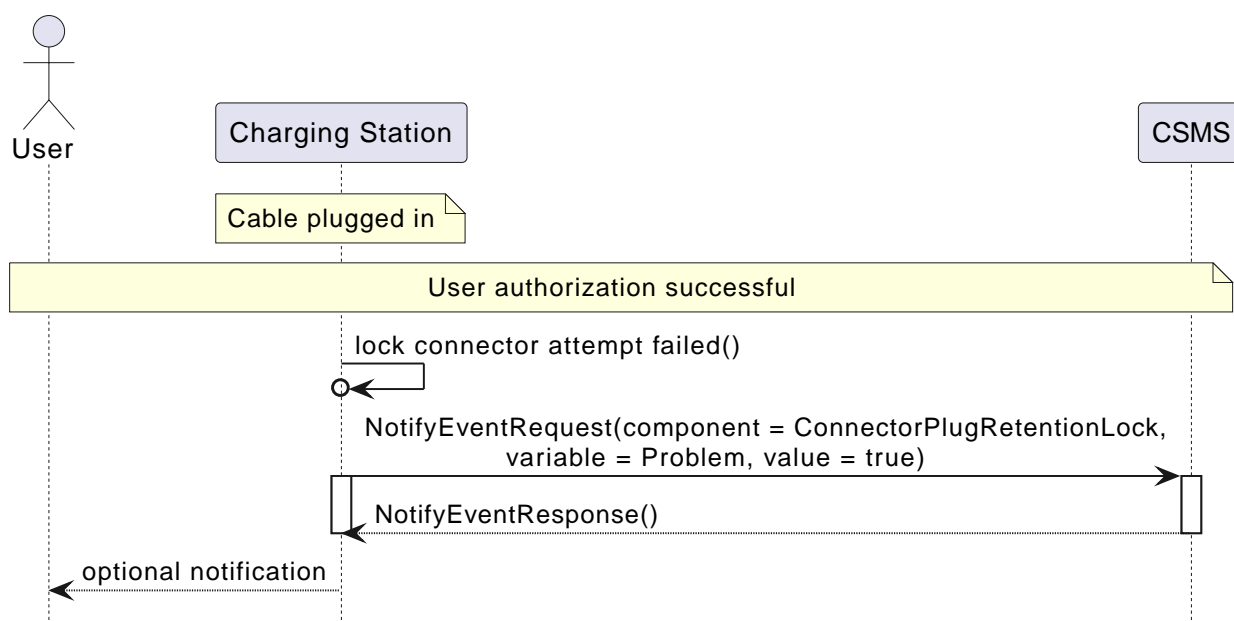 User
Charging Station
CSMS
Cable plugged in
User authorization successful
lock connector attempt failed()
NotifyEventRequest(component = ConnectorPlugRetentionLock,
variable = Problem, value = true)
NotifyEventResponse()
optional notification